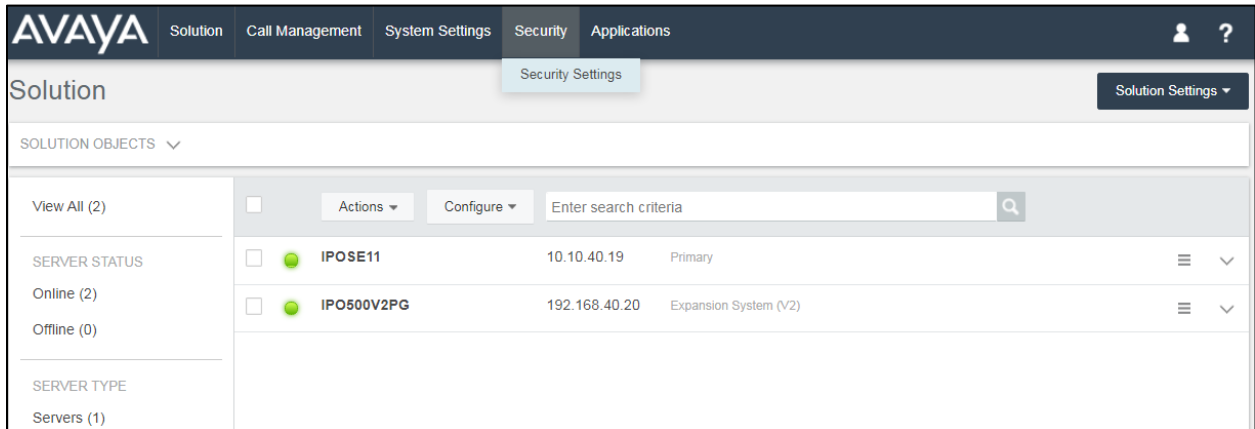 AVAYA Solution Call Management System Settings Security Applications ?
Security Settings
Solution
Solution Settings
SOLUTION OBJECTS
View All (2)
Actions Configure Enter search criteria
SERVER STATUS
IPOSE11 10.10.40.19 Primary
Online (2)
IPO500V2PG 192.168.40.20 Expansion System (V2)
Offline (0)
SERVER TYPE
Servers (1)